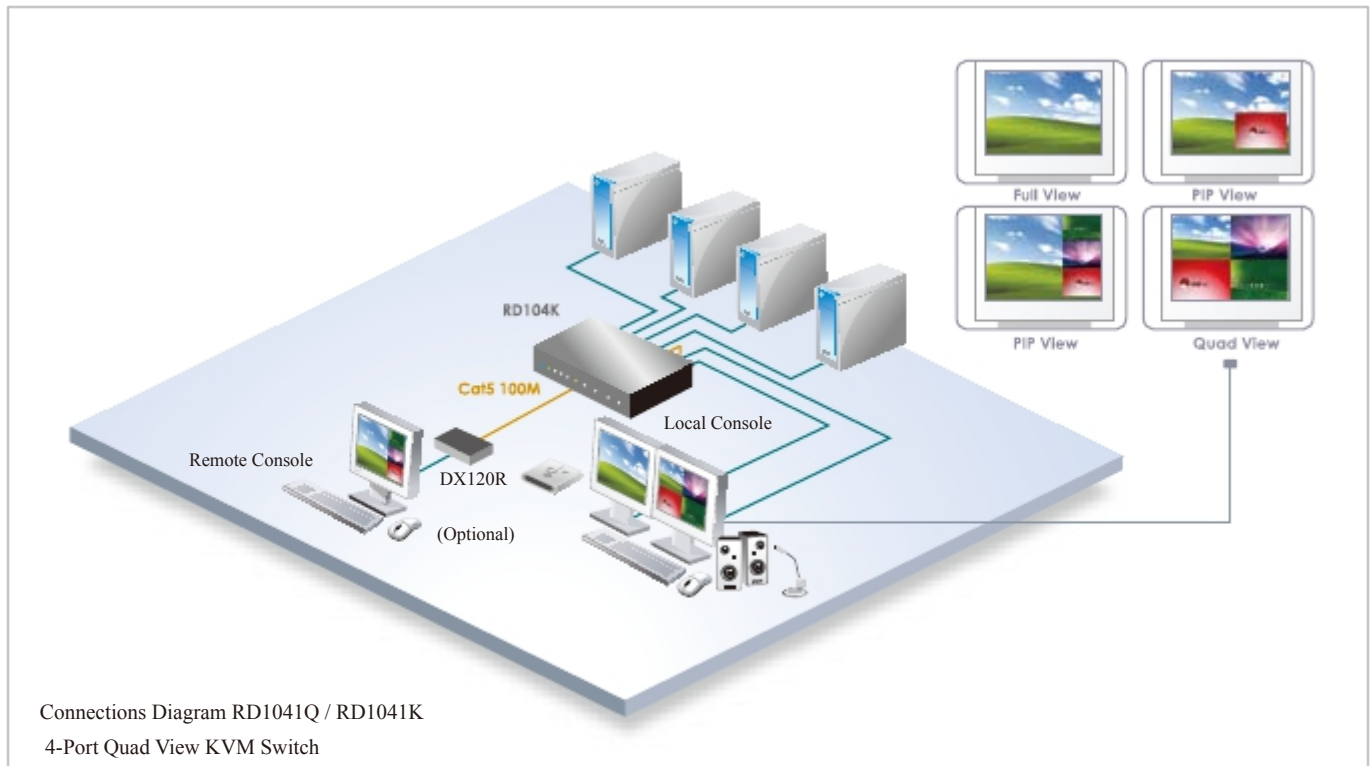 Full View
PIP View
PIP View
Quad View
RD104K
Cat5 100M
Local Console
Remote Console
DX120R
(Optional)
Connections Diagram RD1041Q / RD1041K
4-Port Quad View KVM Switch